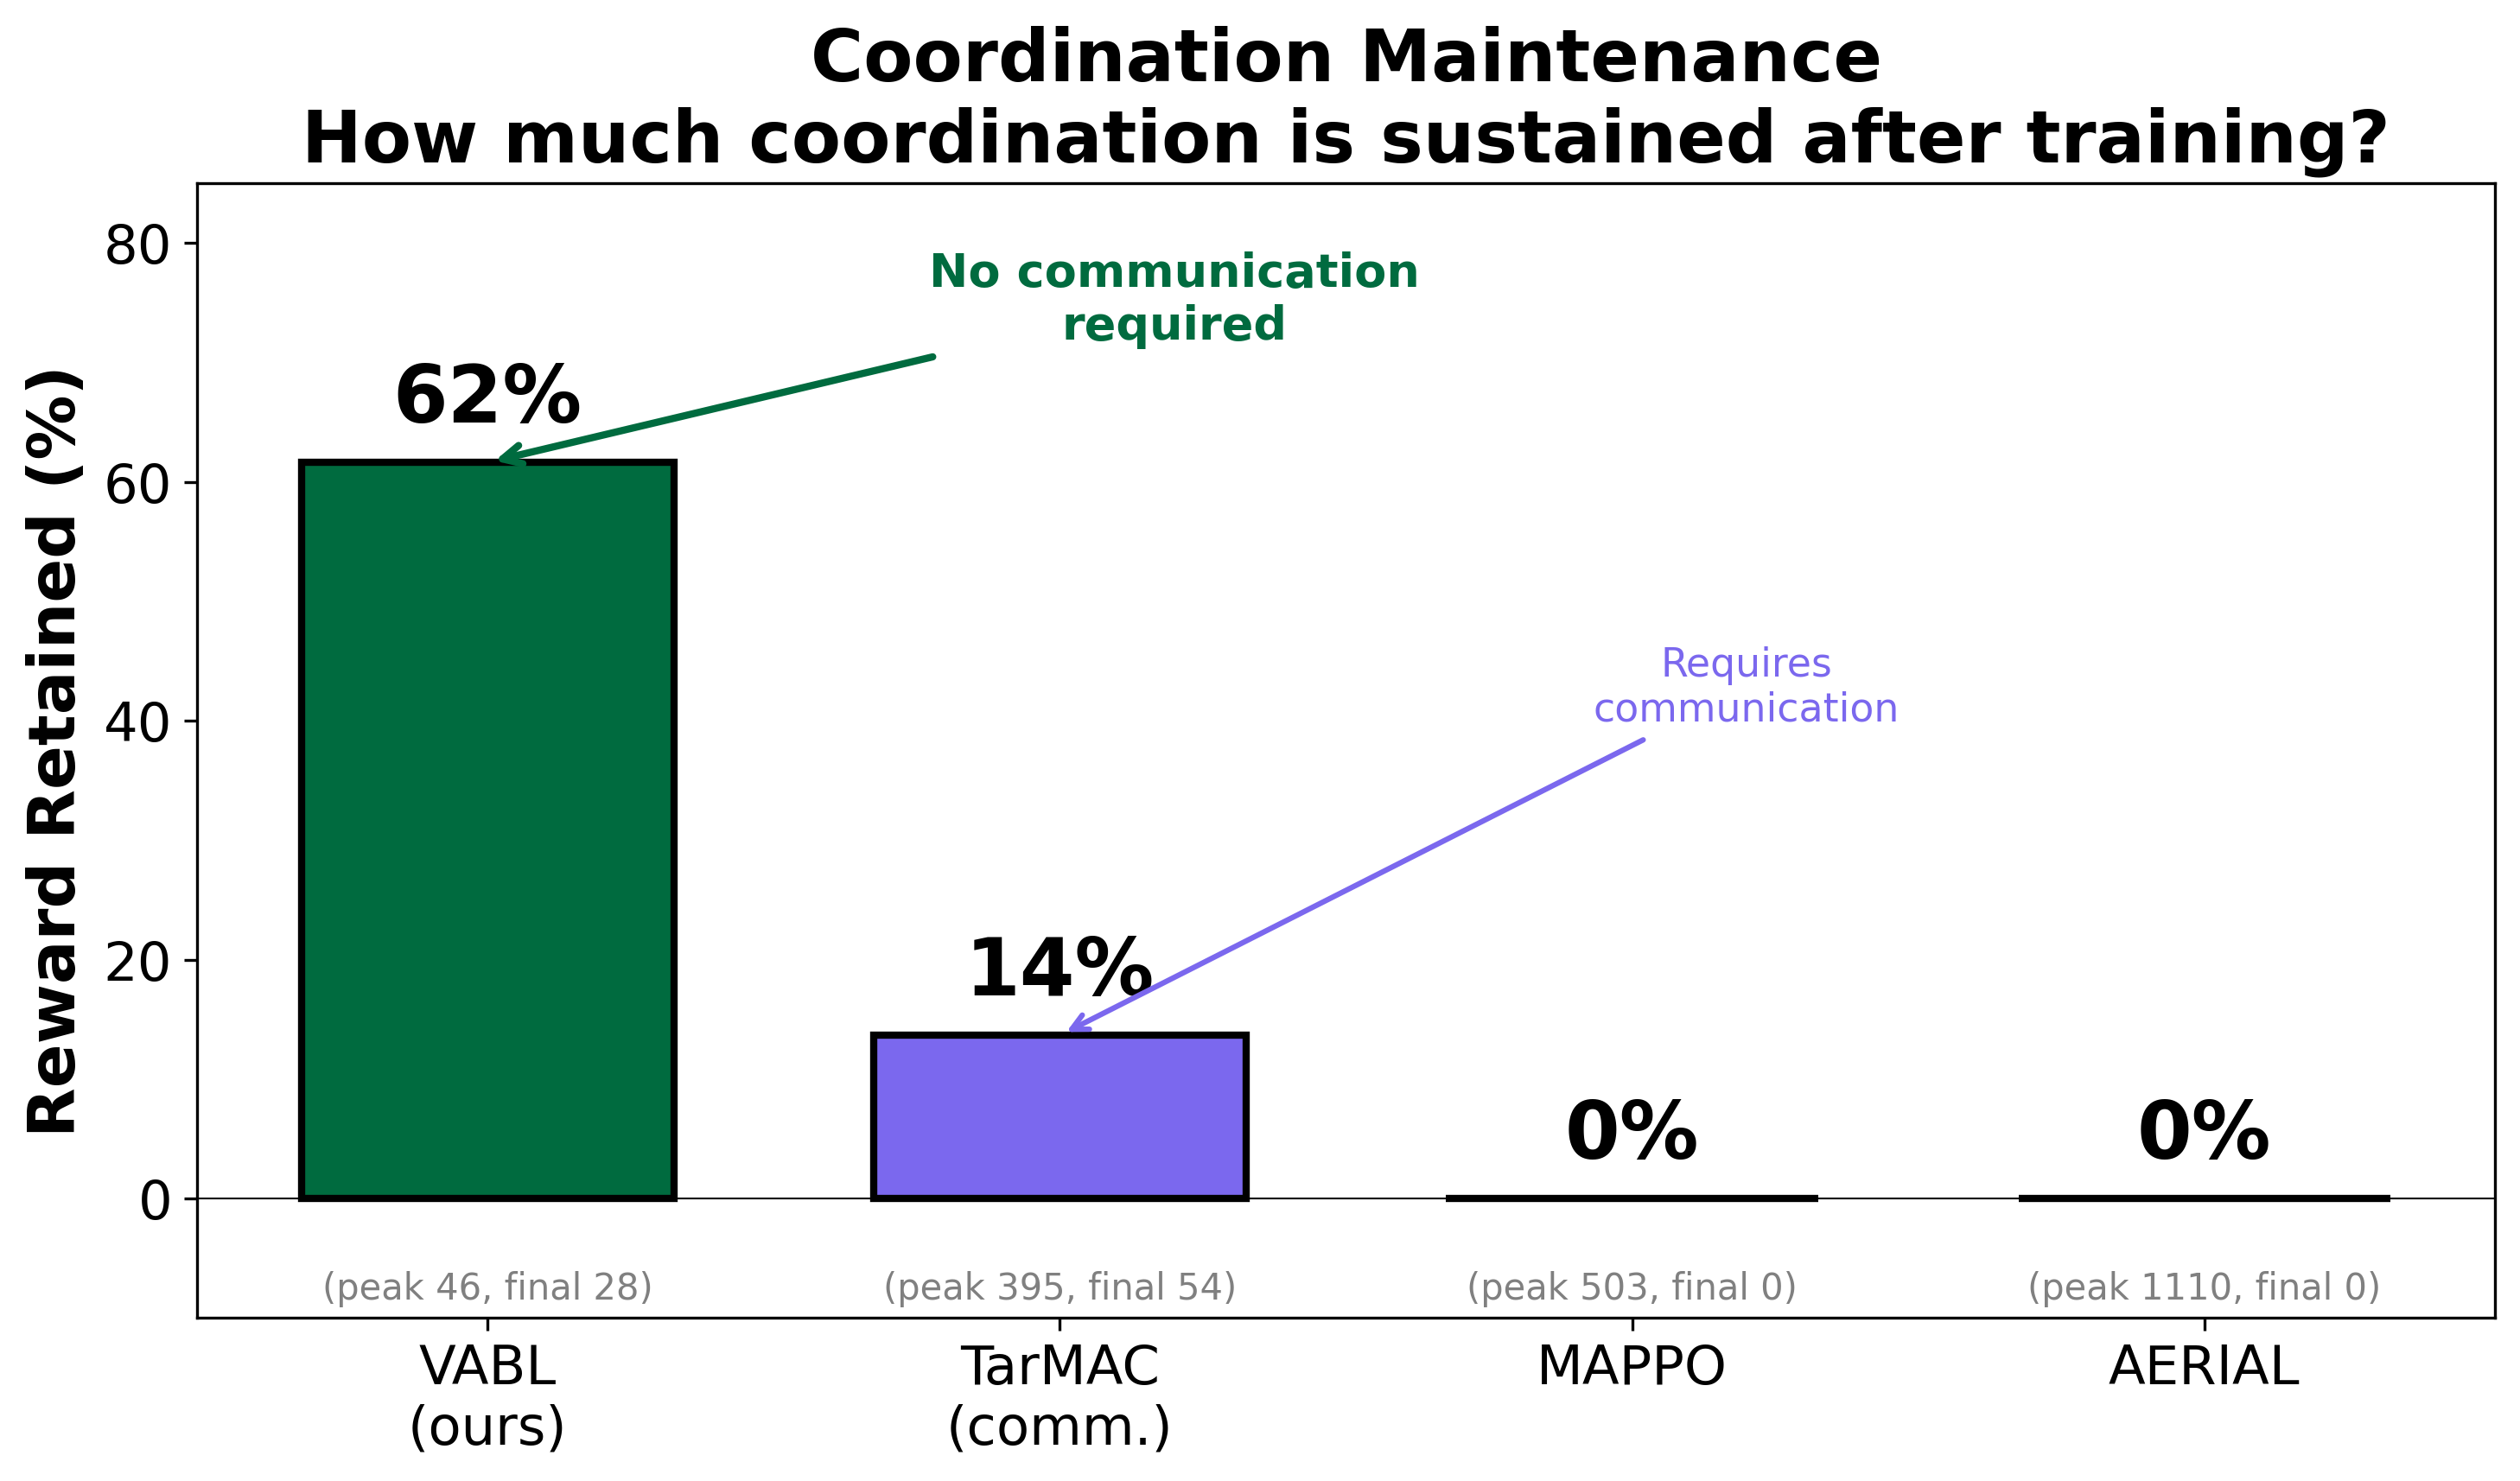 Coordination Maintenance
How much coordination is sustained after training?
Reward Retained (%)
80
60
40
20
0
No communication
required
62%
Requires
communication
14%
0%
0%
(peak 46, final 28)
(peak 395, final 54)
(peak 503, final 0)
(peak 1110, final 0)
VABL
(ours)
TarMAC
(comm.)
MAPPO
AERIAL